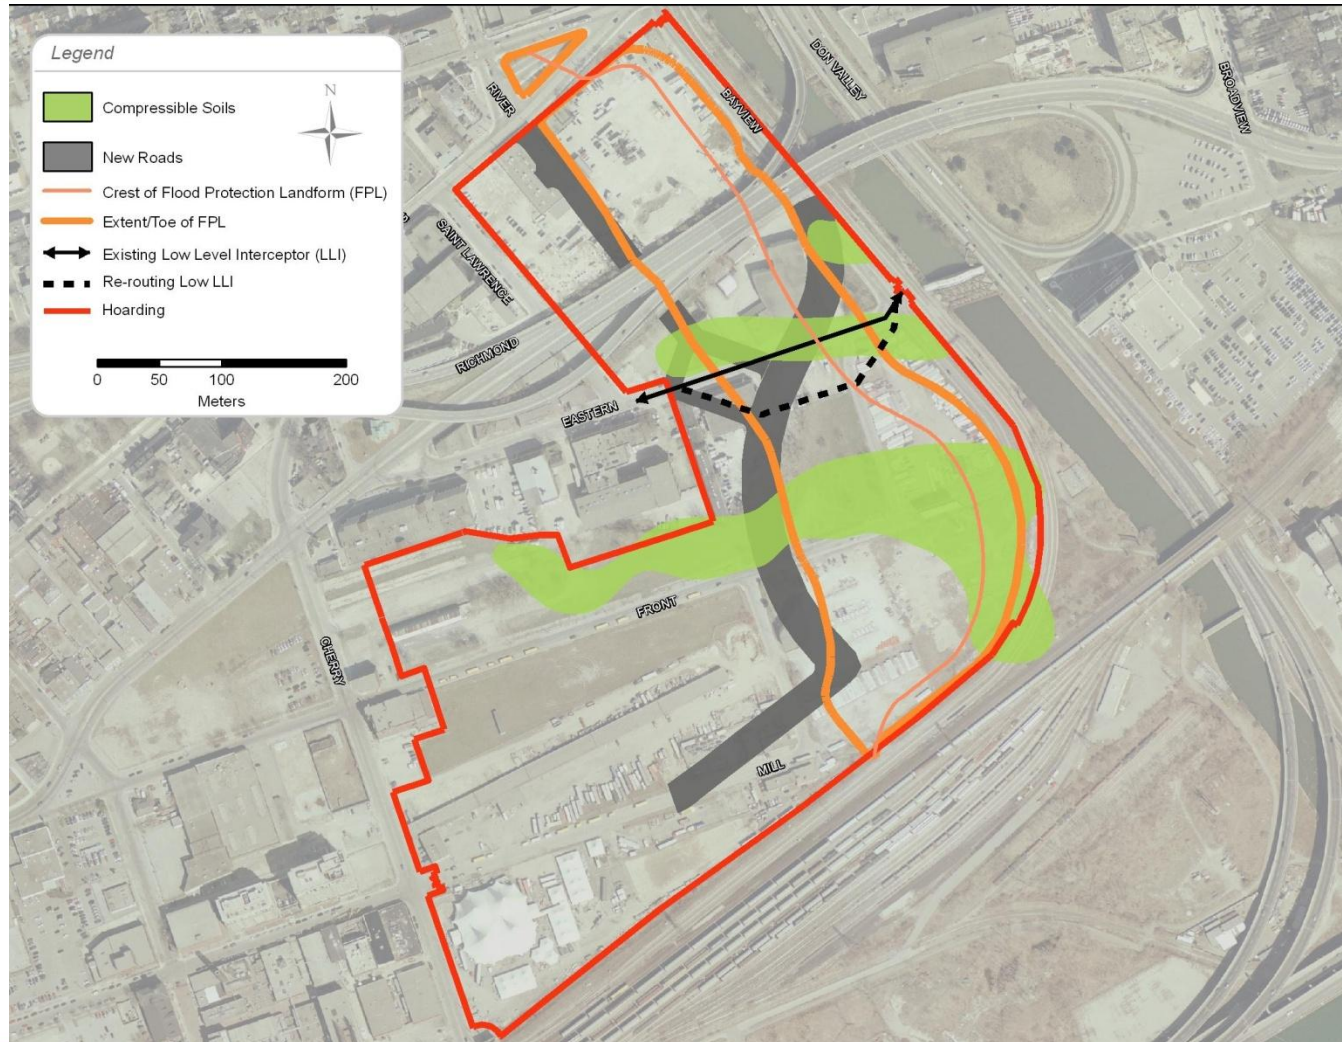 Legend
N
Compressible Soils
New Roads
Crest of Flood Protection Landform (FPL)
Extent/Toe of FPL
Existing Low Level Interceptor (LLI)
Re-routing Low LLI
Hoarding
0 50 100 200
Meters
RIVER
BAYVIEW
DON VALLEY
BROADVIEW
SAINT LAWRENCE
RICHMOND
EASTERN
FRONT
CHERRY
MILL